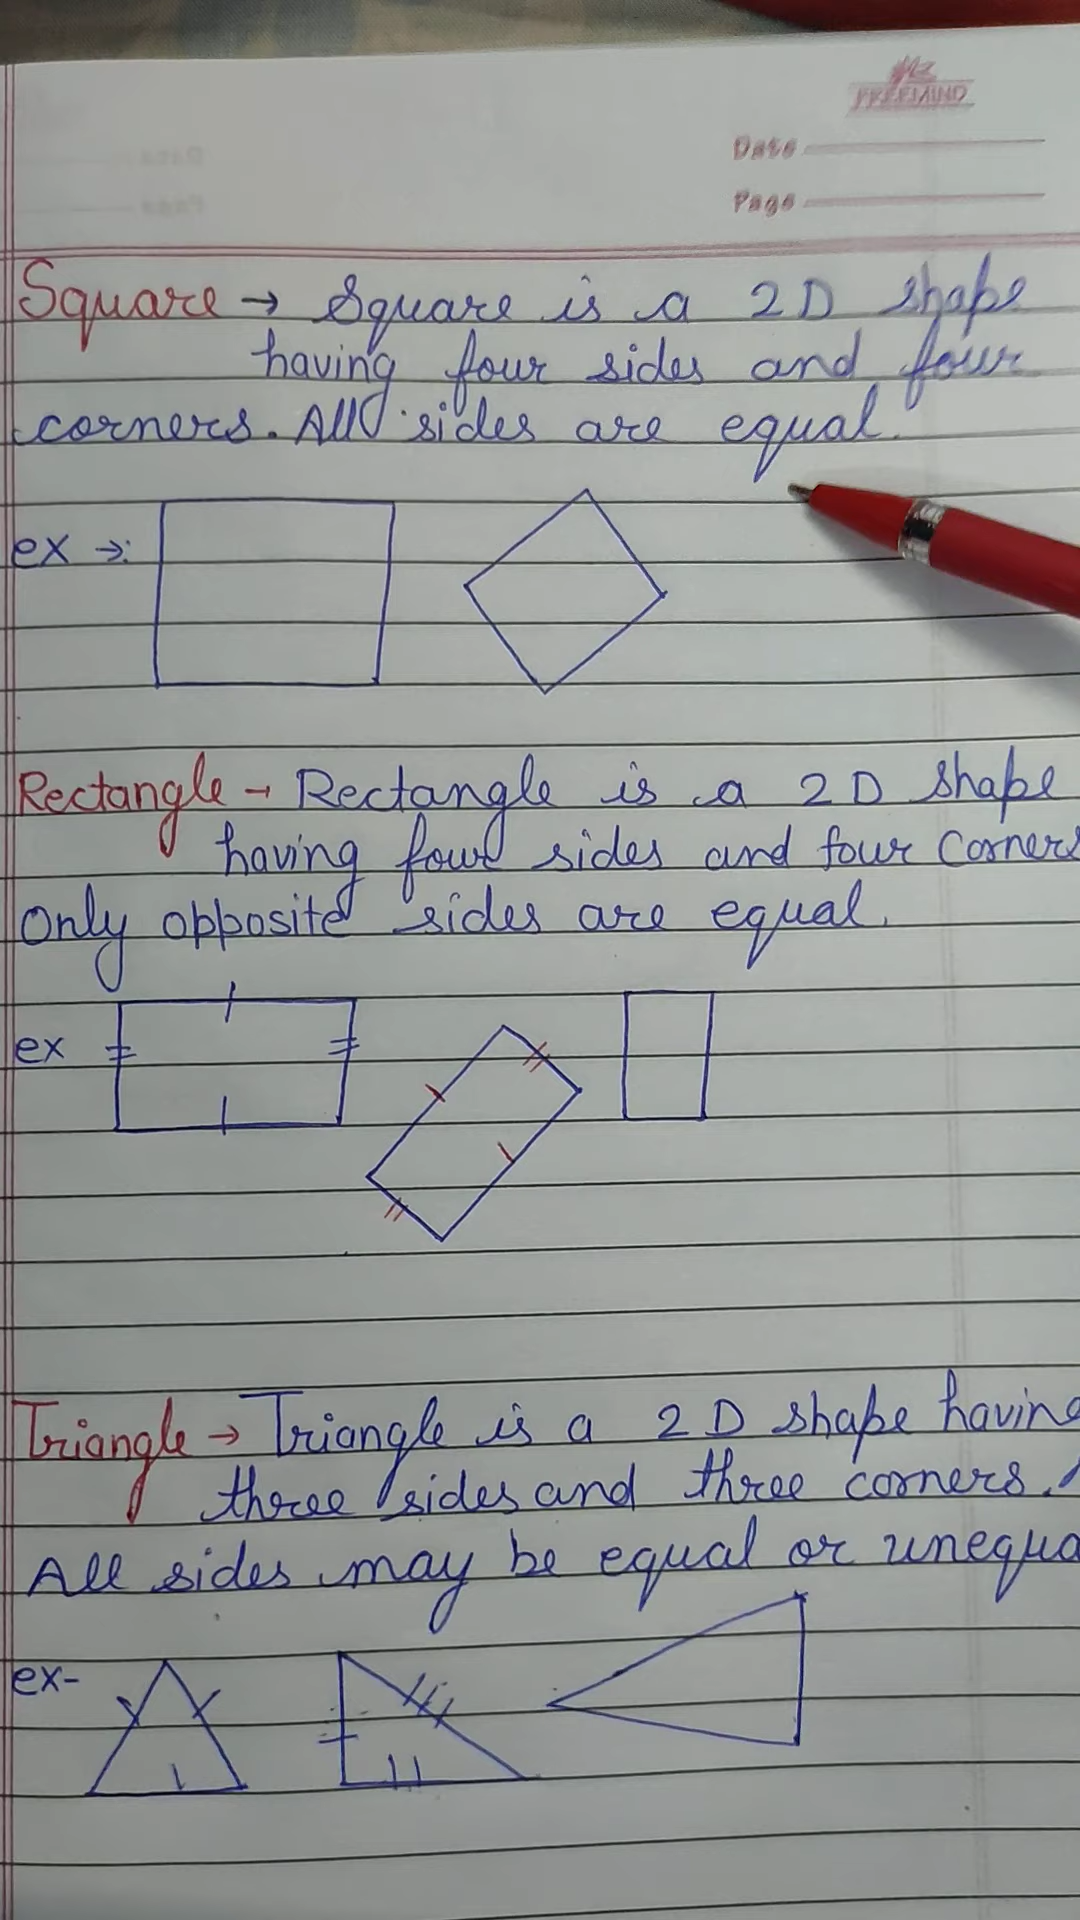 FREEMIND
Date
Page
Square → Square is a 2D shape
having four sides and four
corners. All sides are equal.
ex →:
Rectangle → Rectangle is a 2D shape
having four sides and four Corners
Only opposite sides are equal.
ex
Triangle → Triangle is a 2D shape having
three sides and three corners.
All sides may be equal or unequa
ex-